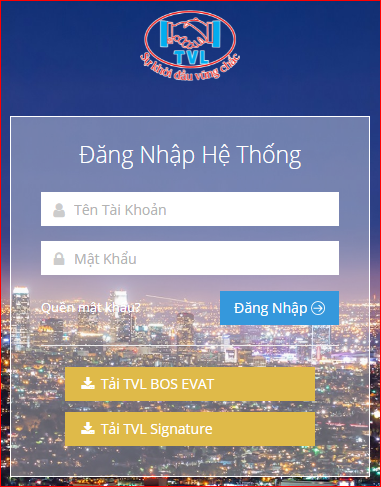 TVL
Sự khởi đầu vững chắc
Đăng Nhập Hệ Thống
Tên Tài Khoản
Mật Khẩu
Quên mật khẩu?
Đăng Nhập
Tải TVL BOS EVAT
Tải TVL Signature